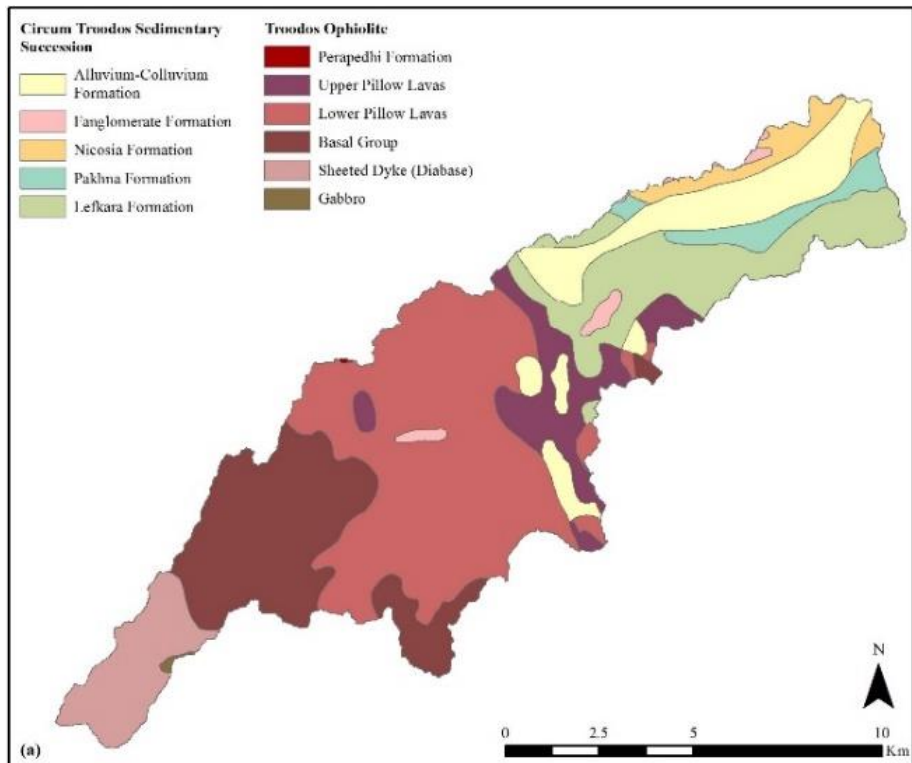 Circum Troodos Sedimentary
Succession
Alluvium-Colluvium
Formation
Fanglomerate Formation
Nicosia Formation
Pakhna Formation
Lefkara Formation
Troodos Ophiolite
Perapedhi Formation
Upper Pillow Lavas
Lower Pillow Lavas
Basal Group
Sheeted Dyke (Diabase)
Gabbro
N
0 2.5 5 10
Km
(a)